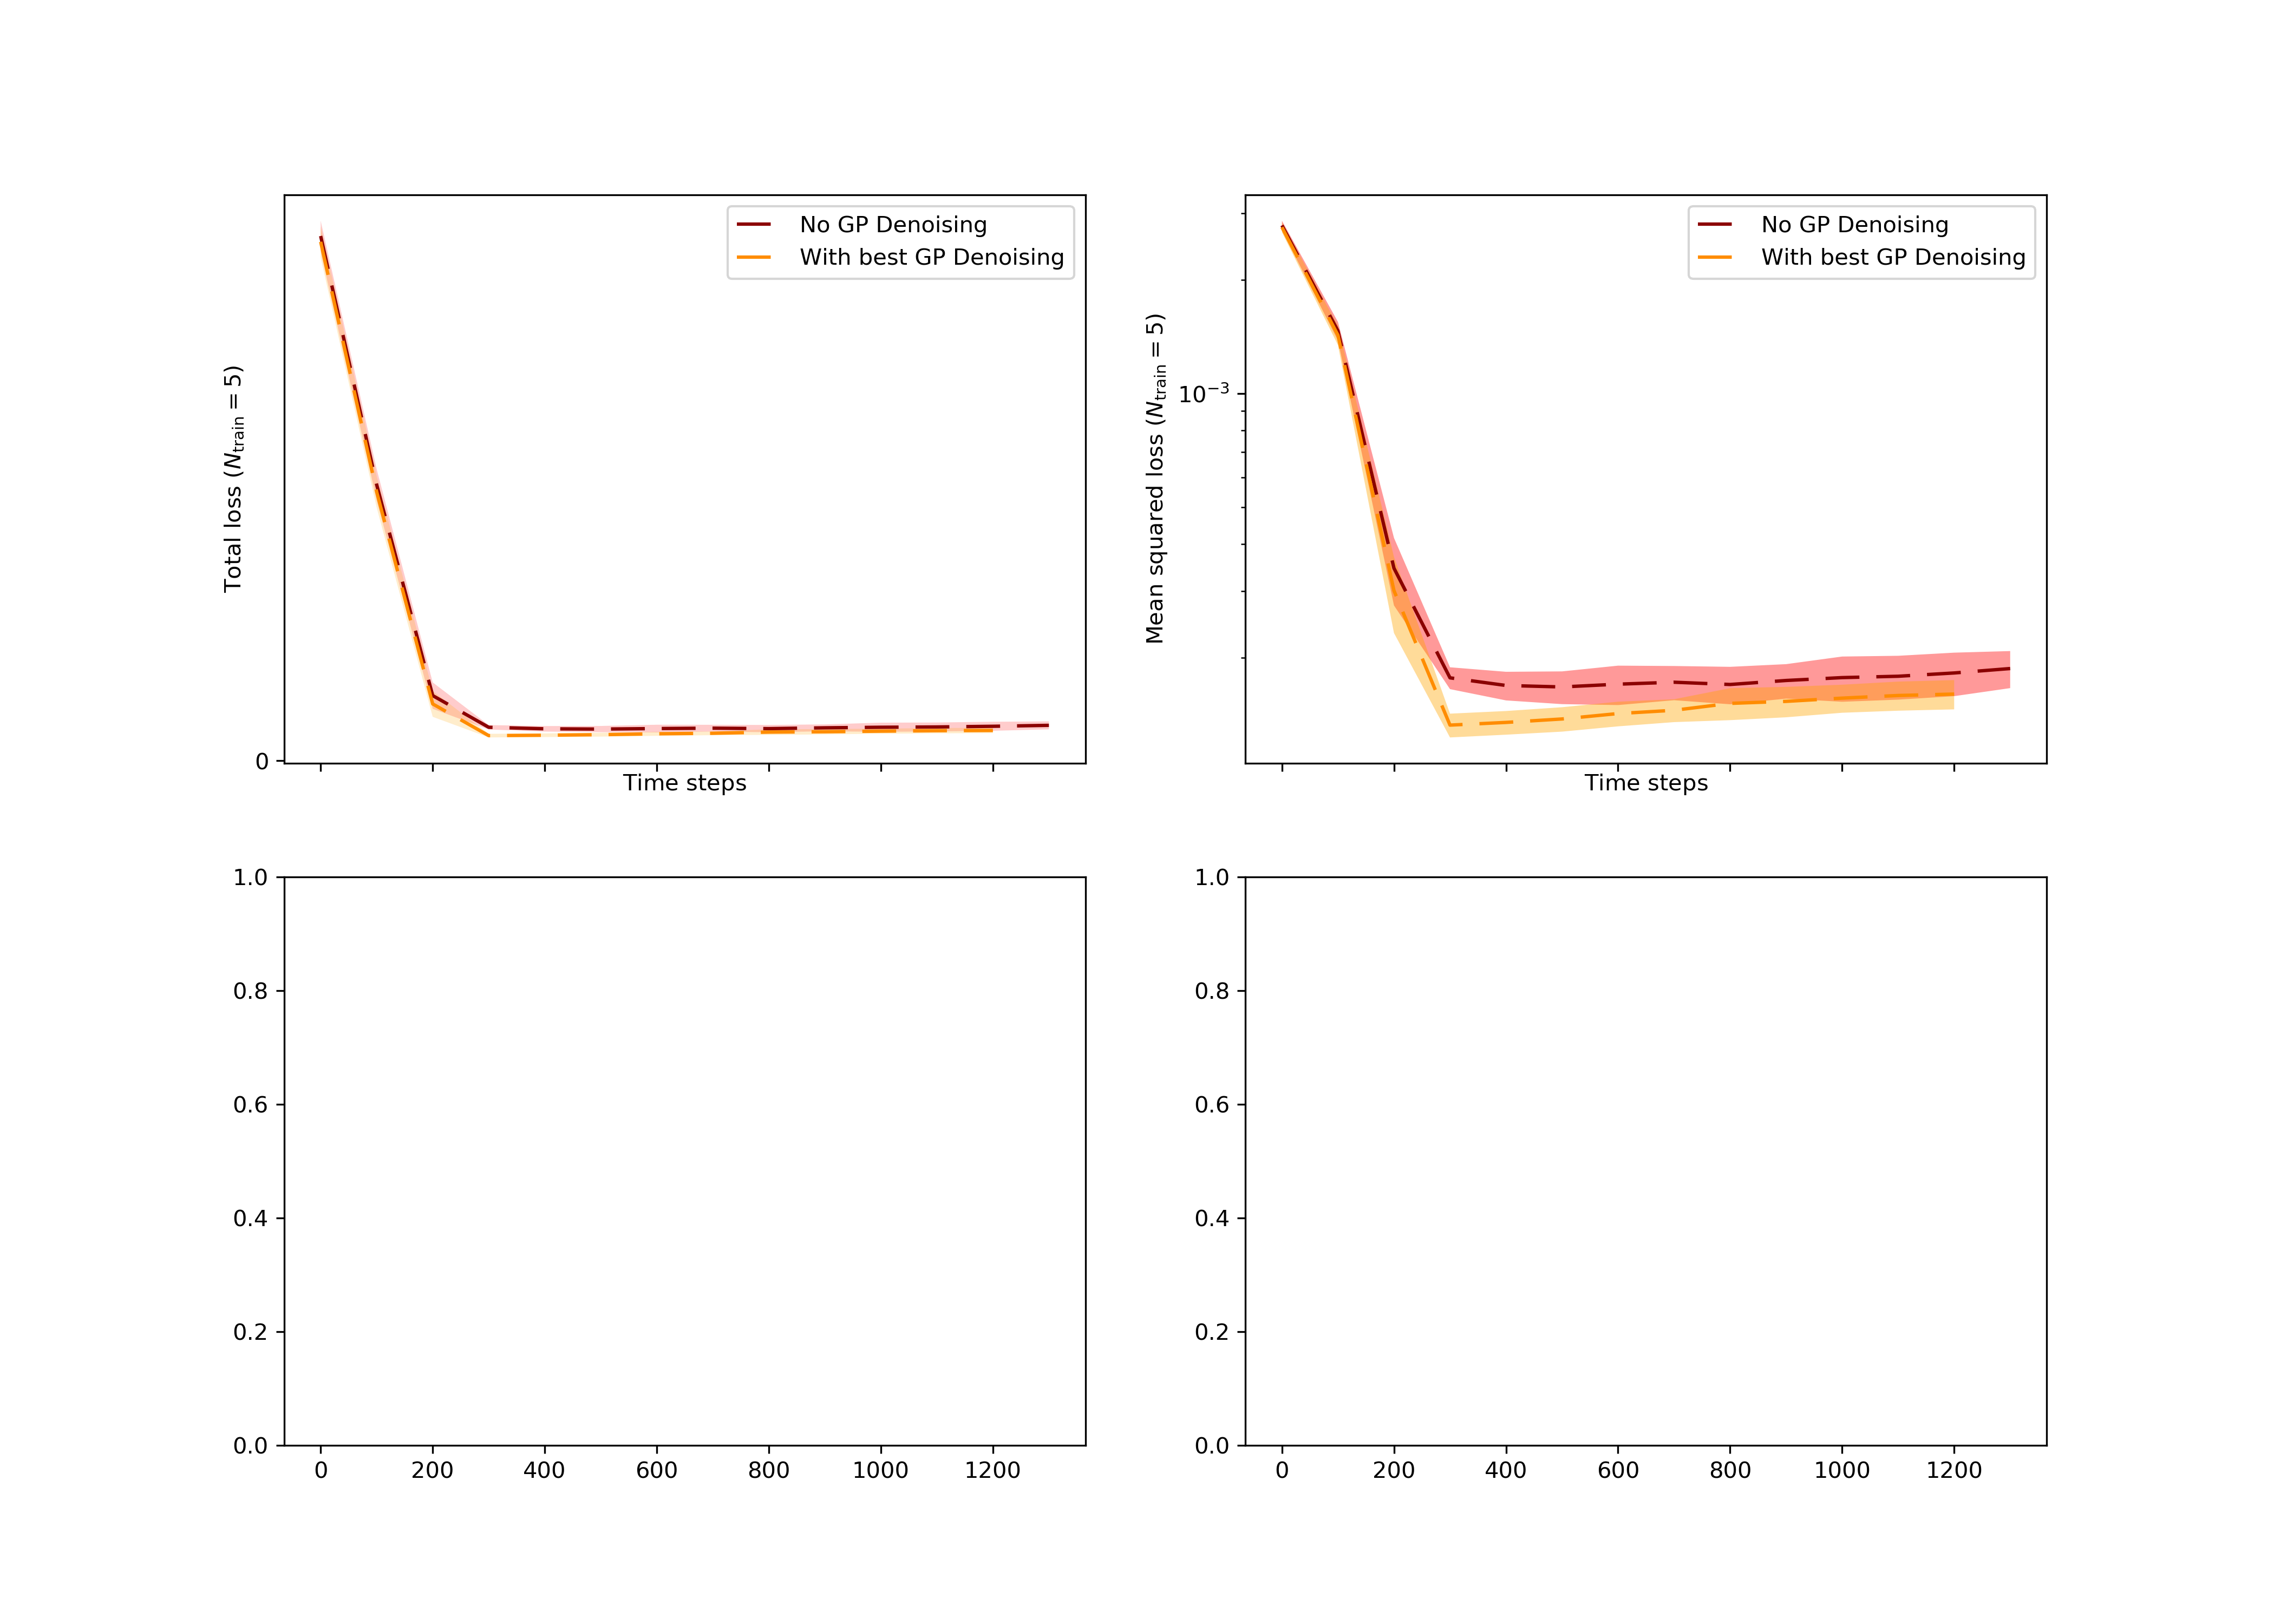 No GP Denoising
With best GP Denoising
Total loss (N_train = 5)
0
Time steps
No GP Denoising
With best GP Denoising
Mean squared loss (N_train = 5)
10^−3
Time steps
1.0
0.8
0.6
0.4
0.2
0.0
0 200 400 600 800 1000 1200
1.0
0.8
0.6
0.4
0.2
0.0
0 200 400 600 800 1000 1200